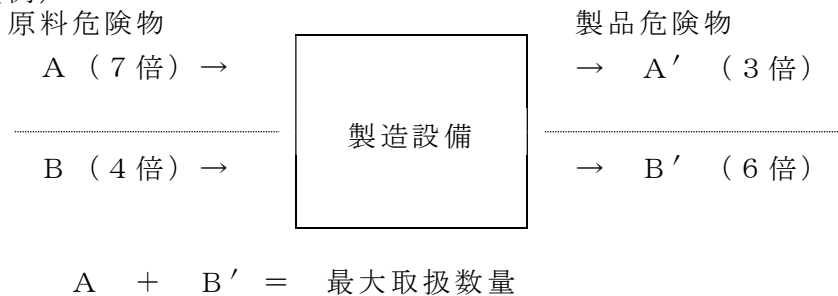 原料危険物 製品危険物
A (7倍) → → A′ (3倍)
製造設備
B (4倍) → → B′ (6倍)
A + B′ = 最大取扱数量